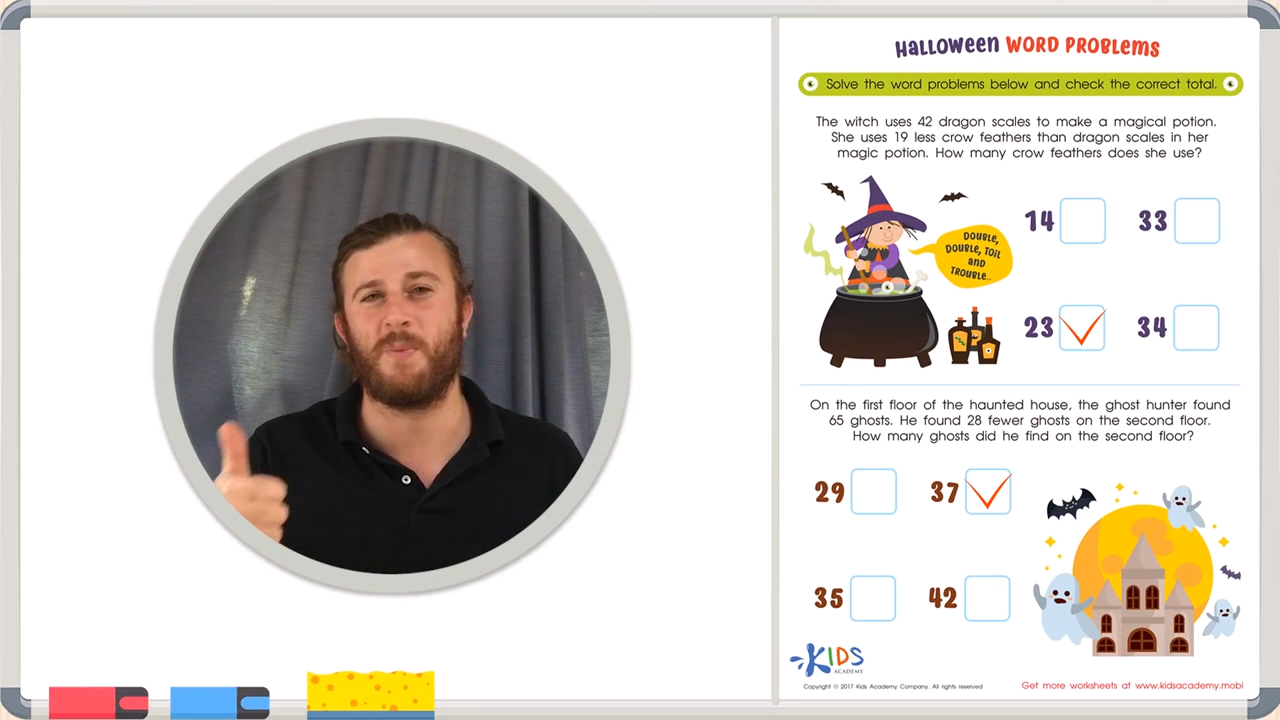 Halloween WORD PROBLEMS
Solve the word problems below and check the correct total.
The witch uses 42 dragon scales to make a magical potion.
She uses 19 less crow feathers than dragon scales in her
magic potion. How many crow feathers does she use?
DOUBLE,
DOUBLE, TOIL
and
TROUBLE..
14
33
23
34
On the first floor of the haunted house, the ghost hunter found
65 ghosts. He found 28 fewer ghosts on the second floor.
How many ghosts did he find on the second floor?
29
37
35
42
KIDS
ACADEMY
Copyright © 2017 Kids Academy Company. All rights reserved
Get more worksheets at www.kidsacademy.mobi